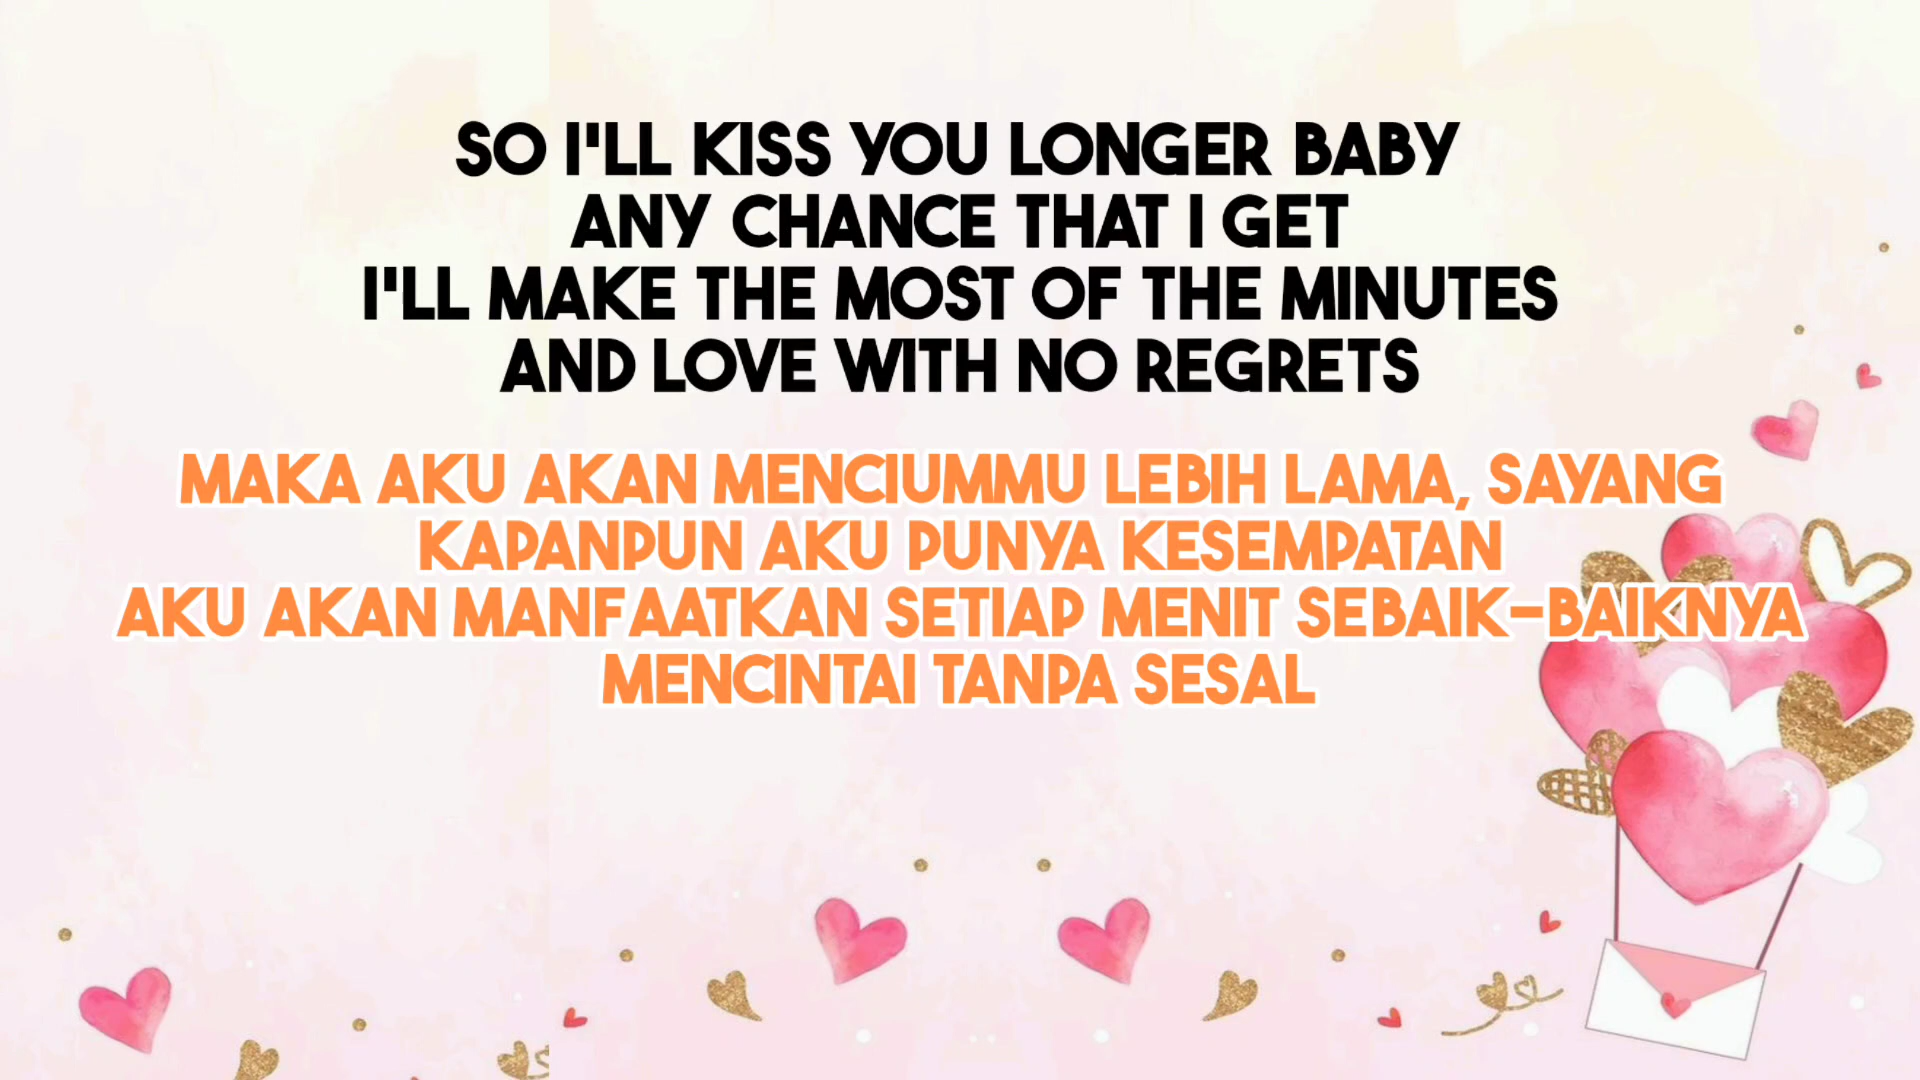 SO I'LL KISS YOU LONGER BABY
ANY CHANCE THAT I GET
I'LL MAKE THE MOST OF THE MINUTES
AND LOVE WITH NO REGRETS
MAKA AKU AKAN MENCIUMMU LEBIH LAMA, SAYANG
KAPANPUN AKU PUNYA KESEMPATAN
AKU AKAN MANFAATKAN SETIAP MENIT SEBAIK-BAIKNYA
MENCINTAI TANPA SESAL